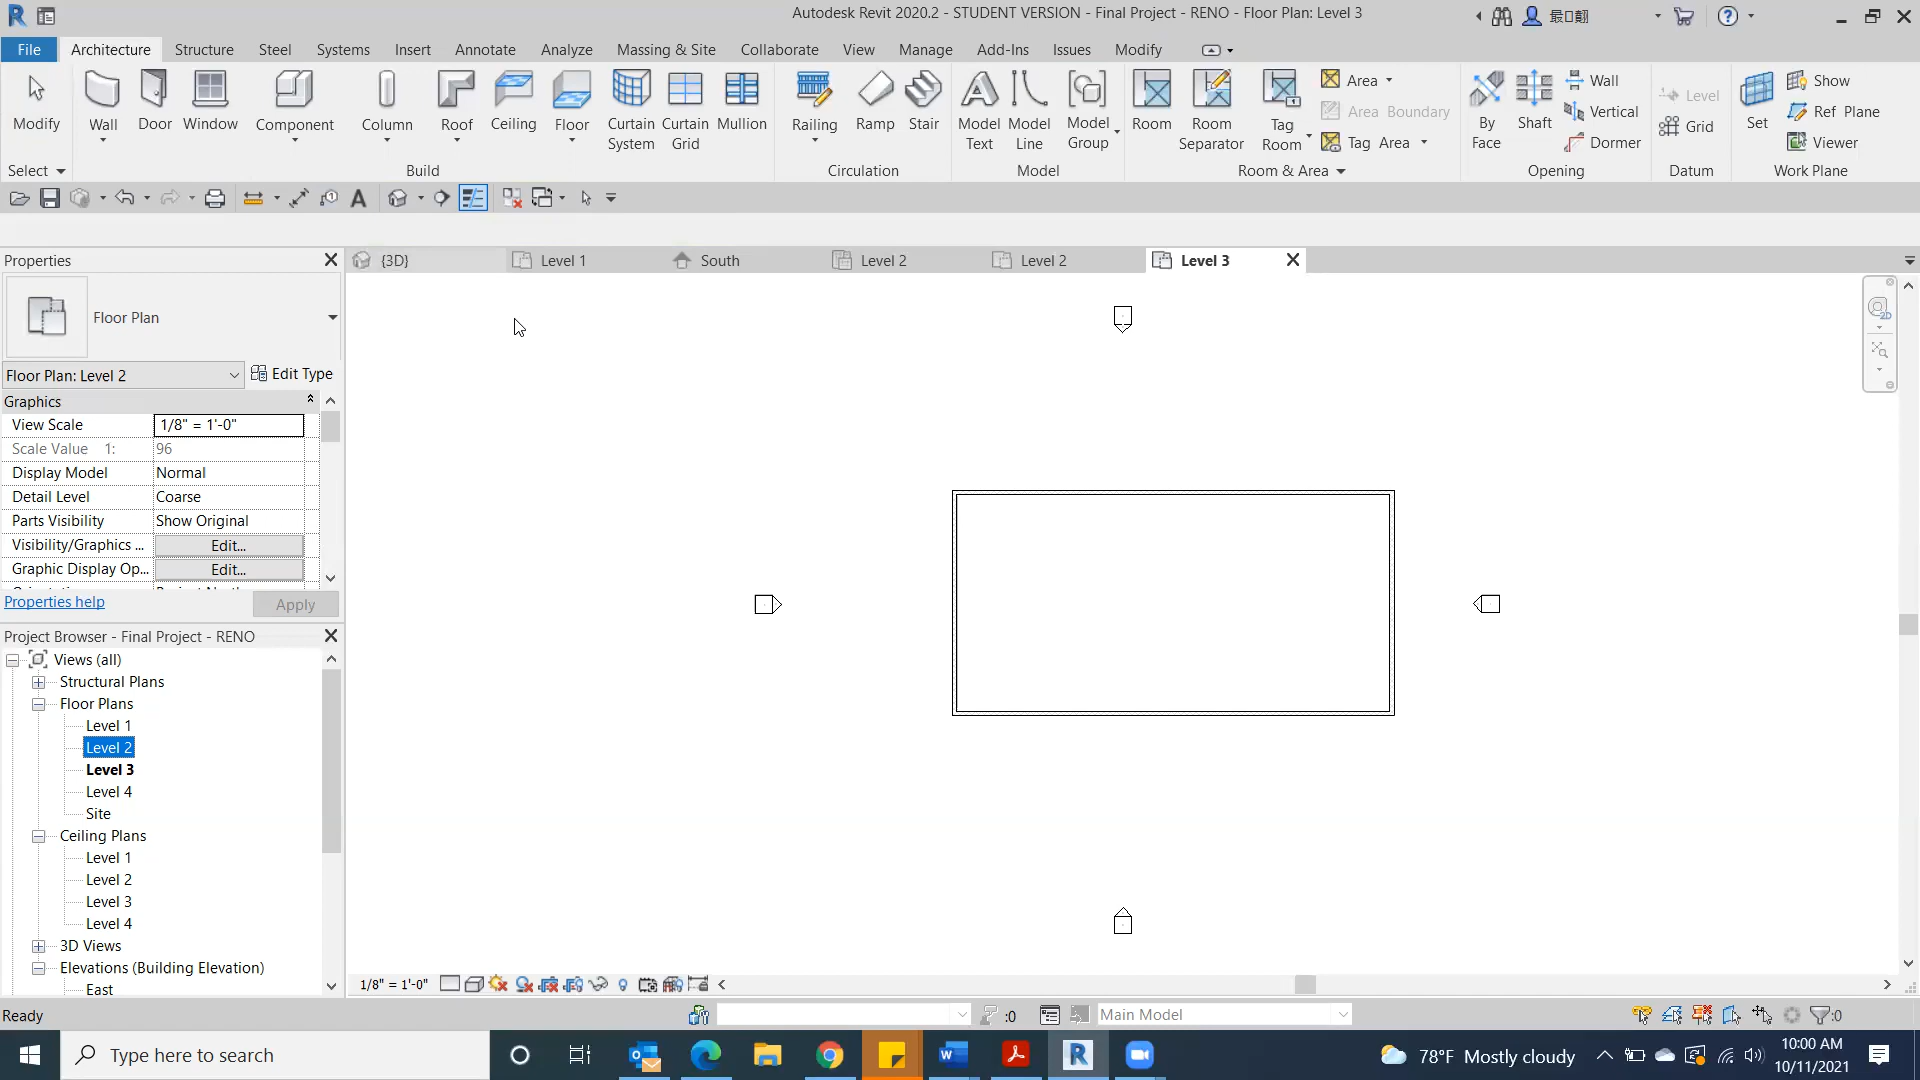 Autodesk Revit 2020.2 - STUDENT VERSION - Final Project - RENO - Floor Plan: Level 3
File Architecture Structure Steel Systems Insert Annotate Analyze Massing & Site Collaborate View Manage Add-Ins Issues Modify
Modify Wall Door Window Component Column Roof Ceiling Floor Curtain System Curtain Grid Mullion Railing Ramp Stair Model Text Model Line Model Group Room Room Separator Tag Room
Area
Area Boundary
Tag Area
By Face
Shaft
Wall
Vertical
Dormer
Level
Grid
Set
Show
Ref Plane
Viewer
Select Build Circulation Model Room & Area Opening Datum Work Plane
Properties
{3D} Level 1 South Level 2 Level 2 Level 3
Floor Plan
Floor Plan: Level 2 Edit Type
Graphics
View Scale 1/8" = 1'-0"
Scale Value 1: 96
Display Model Normal
Detail Level Coarse
Parts Visibility Show Original
Visibility/Graphics ... Edit...
Graphic Display Op... Edit...
Properties help Apply
Project Browser - Final Project - RENO
Views (all)
Structural Plans
Floor Plans
Level 1
Level 2
Level 3
Level 4
Site
Ceiling Plans
Level 1
Level 2
Level 3
Level 4
3D Views
Elevations (Building Elevation)
East
2D
1/8" = 1'-0"
Ready :0 Main Model :0
Type here to search
78°F Mostly cloudy
10:00 AM
10/11/2021